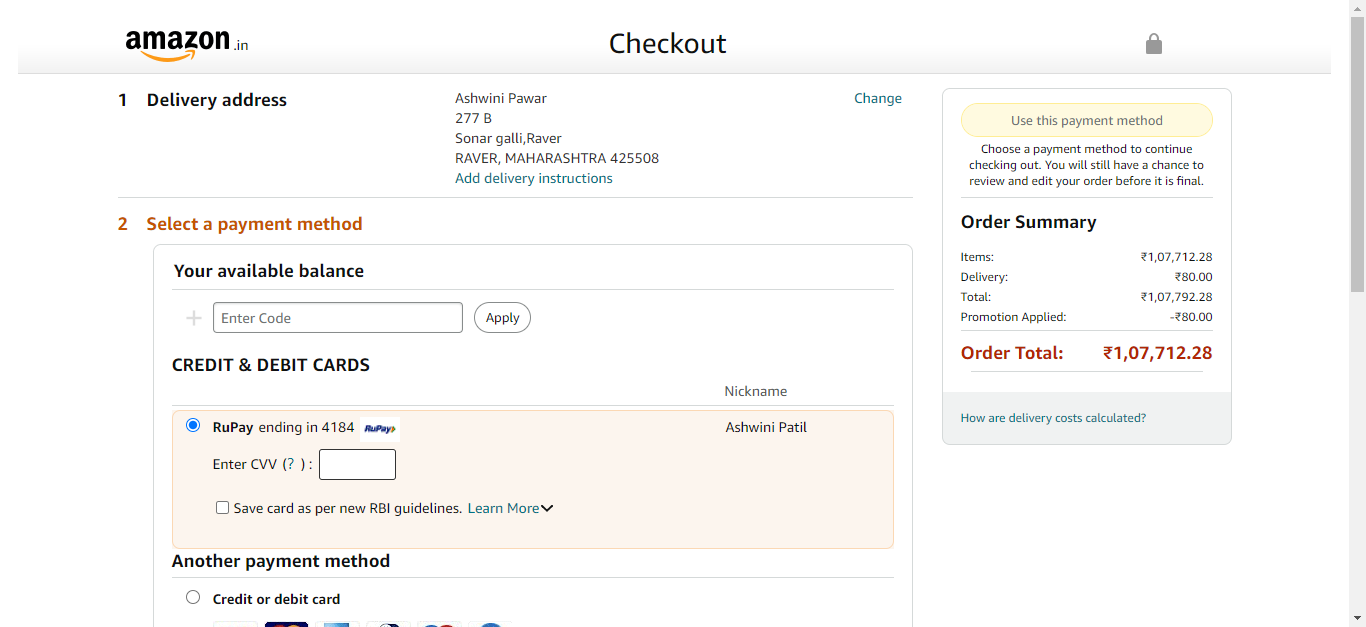 amazon.in
Checkout
1 Delivery address
Ashwini Pawar
277 B
Sonar galli,Raver
RAVER, MAHARASHTRA 425508
Add delivery instructions
Change
2 Select a payment method
Your available balance
Enter Code
Apply
CREDIT & DEBIT CARDS
Nickname
RuPay ending in 4184 RuPay
Ashwini Patil
Enter CVV (? ) :
Save card as per new RBI guidelines. Learn More
Another payment method
Credit or debit card
Use this payment method
Choose a payment method to continue
checking out. You will still have a chance to
review and edit your order before it is final.
Order Summary
Items: ₹1,07,712.28
Delivery: ₹80.00
Total: ₹1,07,792.28
Promotion Applied: -₹80.00
Order Total: ₹1,07,712.28
How are delivery costs calculated?